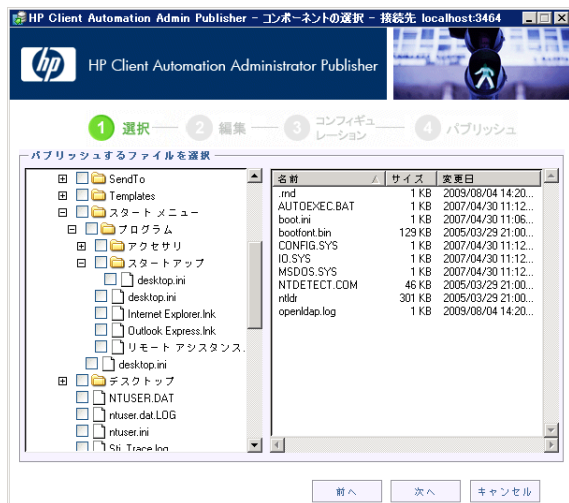 HP Client Automation Admin Publisher - コンポーネントの選択 - 接続先 localhost:3464
hp
HP Client Automation Administrator Publisher
1 選択
2 編集
3 コンフィギュレーション
4 パブリッシュ
パブリッシュするファイルを選択
SendTo
Templates
スタート メニュー
プログラム
アクセサリ
スタートアップ
desktop.ini
desktop.ini
Internet Explorer.lnk
Outlook Express.lnk
リモート アシスタンス.
desktop.ini
デスクトップ
NTUSER.DAT
ntuser.dat.LOG
ntuser.ini
Sti_Trace.log
名前 サイズ 変更日
.rnd 1 KB 2009/08/04 14:20...
AUTOEXEC.BAT 1 KB 2007/04/30 11:12...
boot.ini 1 KB 2007/04/30 11:06...
bootfont.bin 129 KB 2005/03/29 21:00...
CONFIG.SYS 1 KB 2007/04/30 11:12...
IO.SYS 1 KB 2007/04/30 11:12...
MSDOS.SYS 1 KB 2007/04/30 11:12...
NTDETECT.COM 46 KB 2005/03/29 21:00...
ntldr 301 KB 2005/03/29 21:00...
openldap.log 1 KB 2009/08/04 14:20...
前へ
次へ
キャンセル